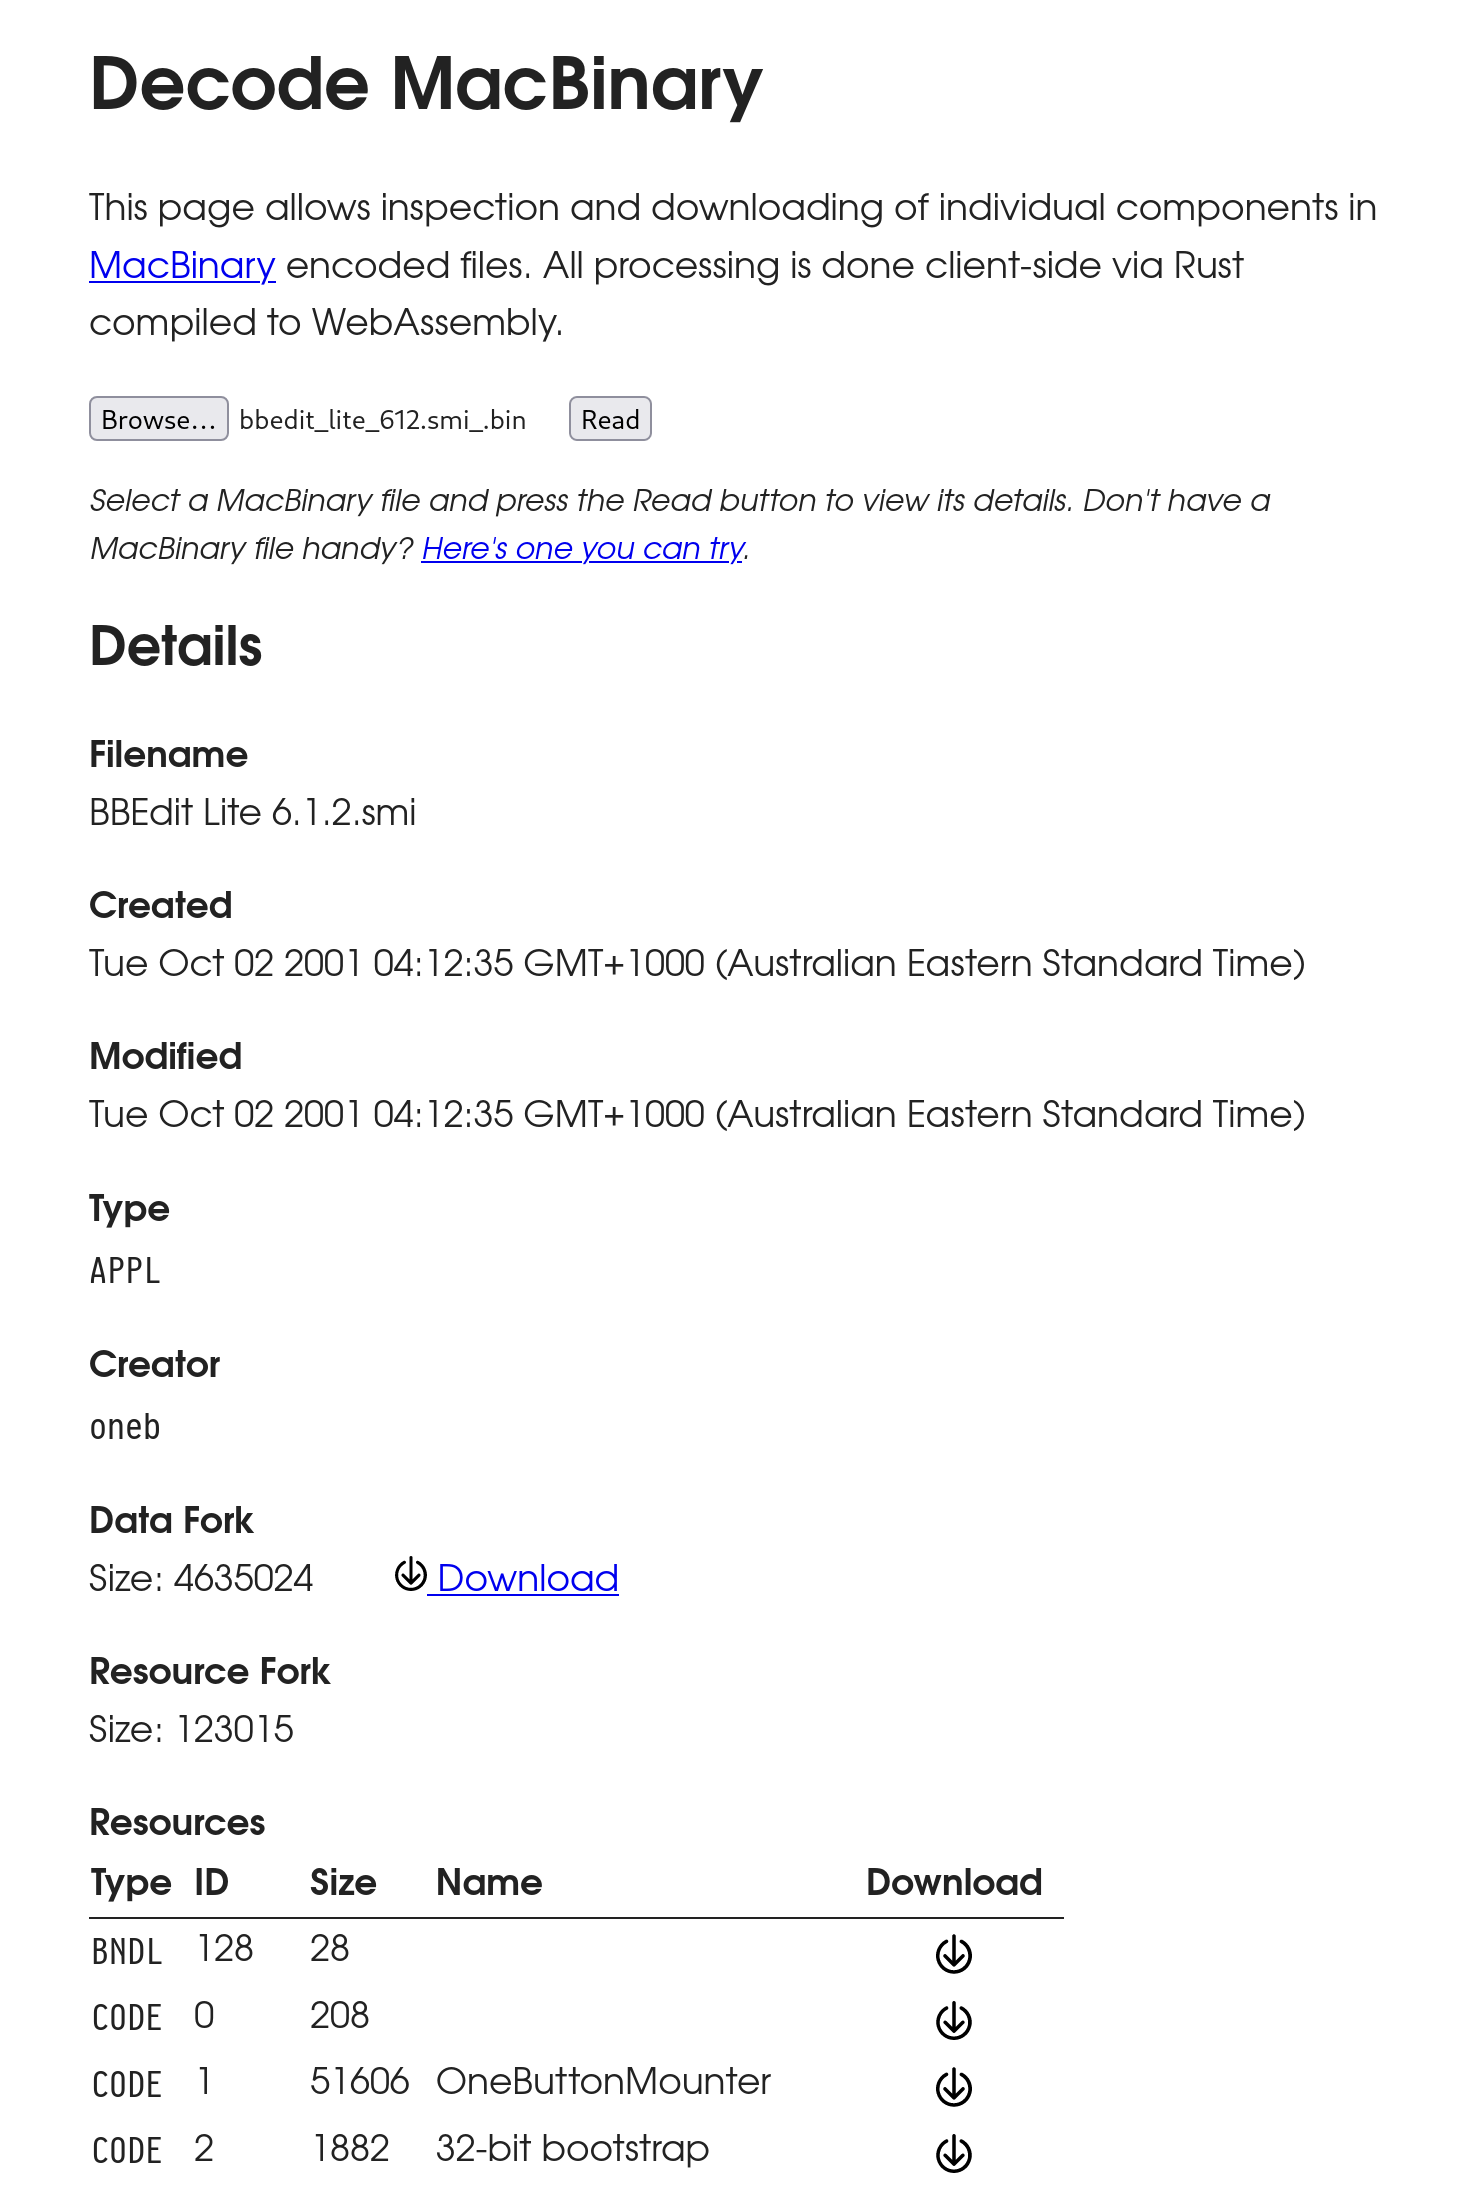 Decode MacBinary
This page allows inspection and downloading of individual components in
MacBinary encoded files. All processing is done client-side via Rust
compiled to WebAssembly.
Browse... bbedit_lite_612.smi_.bin Read
Select a MacBinary file and press the Read button to view its details. Don't have a
MacBinary file handy? Here's one you can try.
Details
Filename
BBEdit Lite 6.1.2.smi
Created
Tue Oct 02 2001 04:12:35 GMT+1000 (Australian Eastern Standard Time)
Modified
Tue Oct 02 2001 04:12:35 GMT+1000 (Australian Eastern Standard Time)
Type
APPL
Creator
oneb
Data Fork
Size: 4635024 Download
Resource Fork
Size: 123015
Resources
Type ID Size Name Download
BNDL 128 28
CODE 0 208
CODE 1 51606 OneButtonMounter
CODE 2 1882 32-bit bootstrap